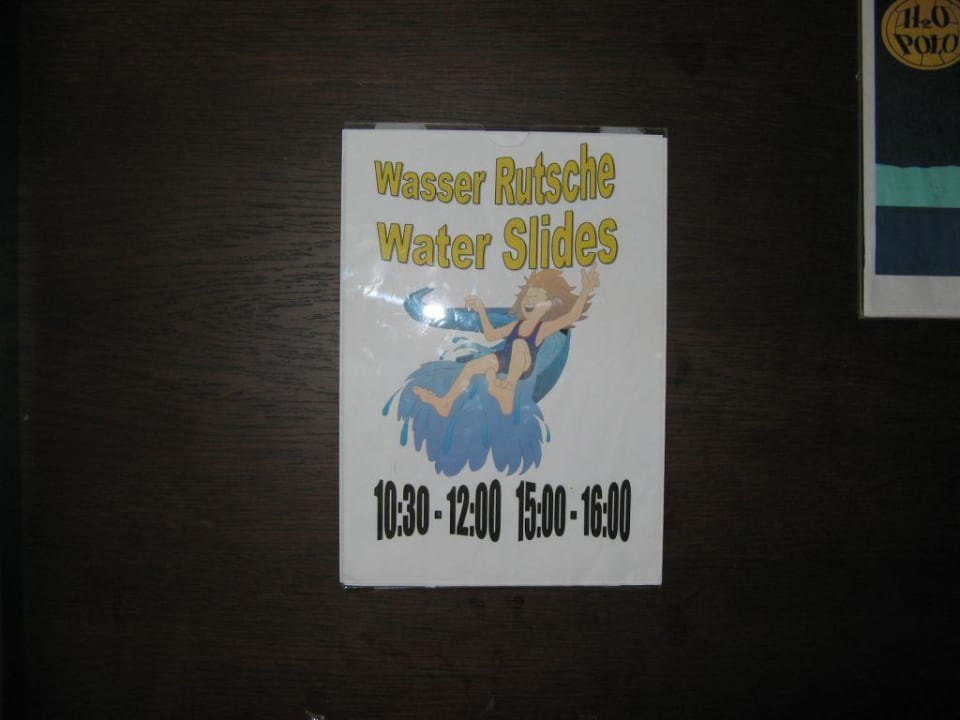 Wasser Rutsche
Water Slides
10:30 - 12:00 15:00 - 16:00
H2O
POLO